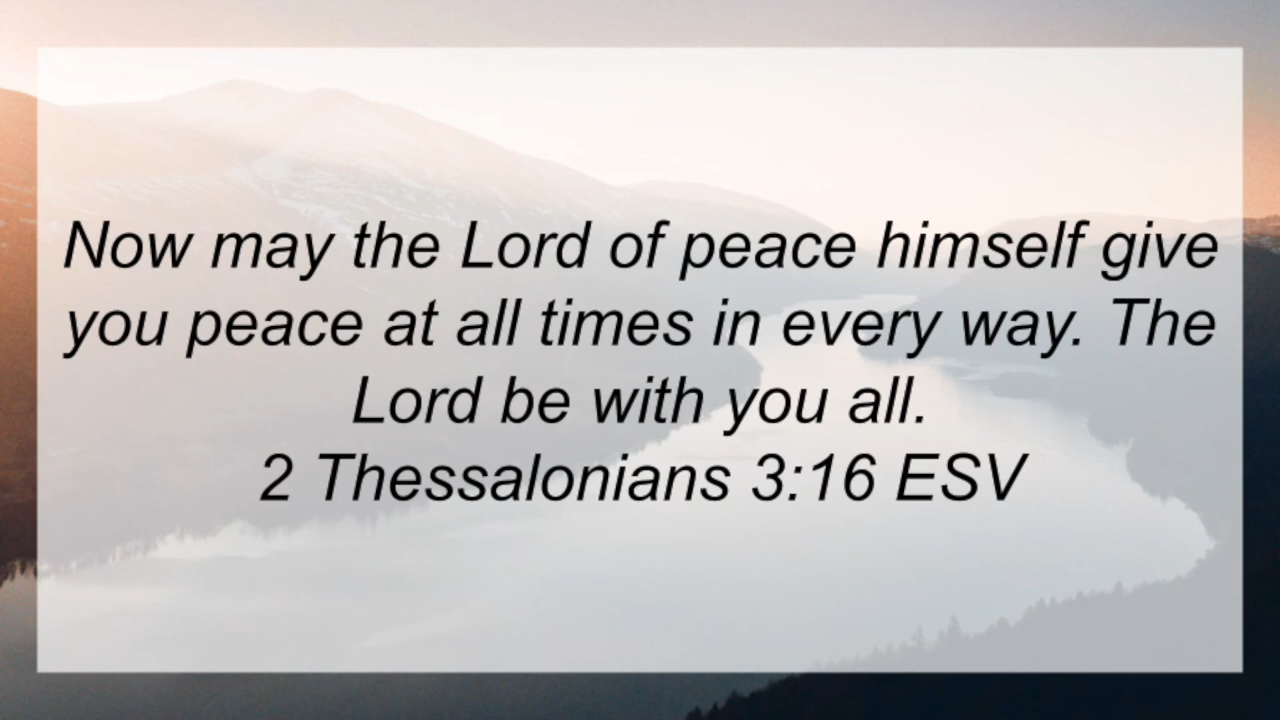 Now may the Lord of peace himself give
you peace at all times in every way. The
Lord be with you all.
2 Thessalonians 3:16 ESV